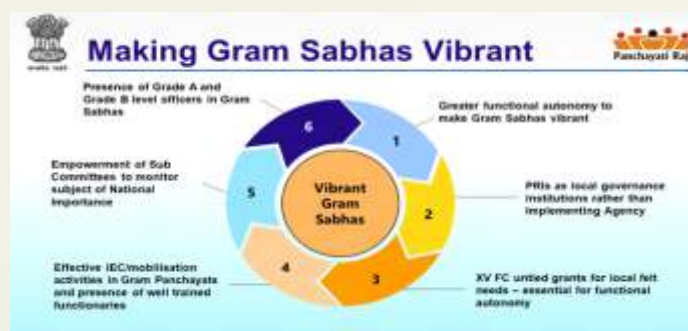 Making Gram Sabhas Vibrant
Panchayati Raj
Presence of Grade A and
Grade B level officers in Gram
Sabhas
6
Greater functional autonomy to
make Gram Sabhas vibrant
1
Empowerment of Sub
Committees to monitor
subject of National
Importance
5
Vibrant
Gram
Sabhas
PRIs as local governance
institutions rather than
Implementing Agency
2
Effective IEC/mobilisation
activities in Gram Panchayats
and presence of well trained
functionaries
4
XV FC untied grants for local felt
needs – essential for functional
autonomy
3